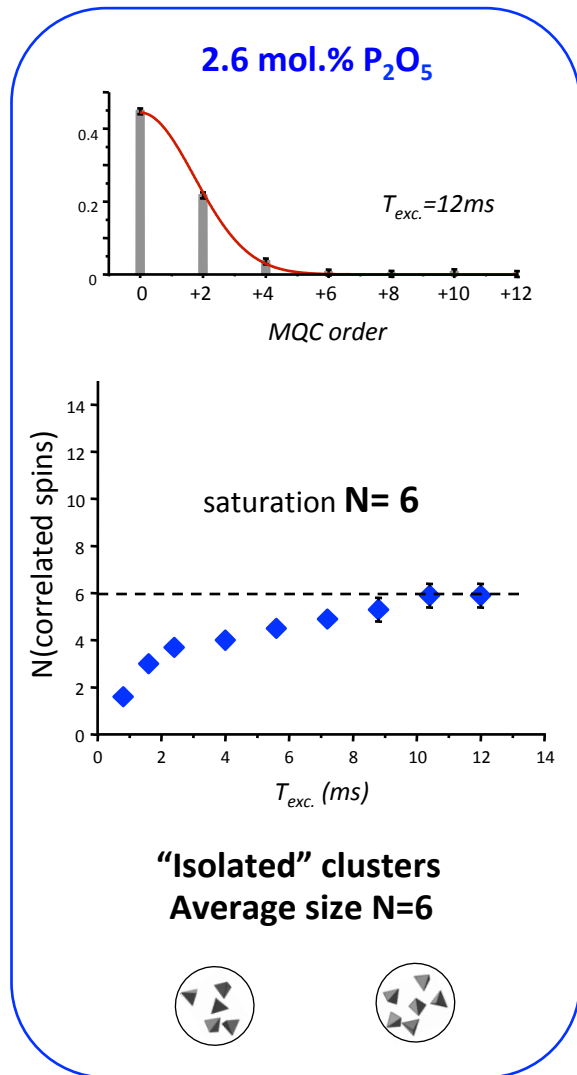 2.6 mol.% P₂O₅
0.4
0.2
0
T_exc.=12ms
0 +2 +4 +6 +8 +10 +12
MQC order
N(correlated spins)
14
12
10
8
6
4
2
0
saturation N= 6
0 2 4 6 8 10 12 14
T_exc. (ms)
“Isolated” clusters
Average size N=6